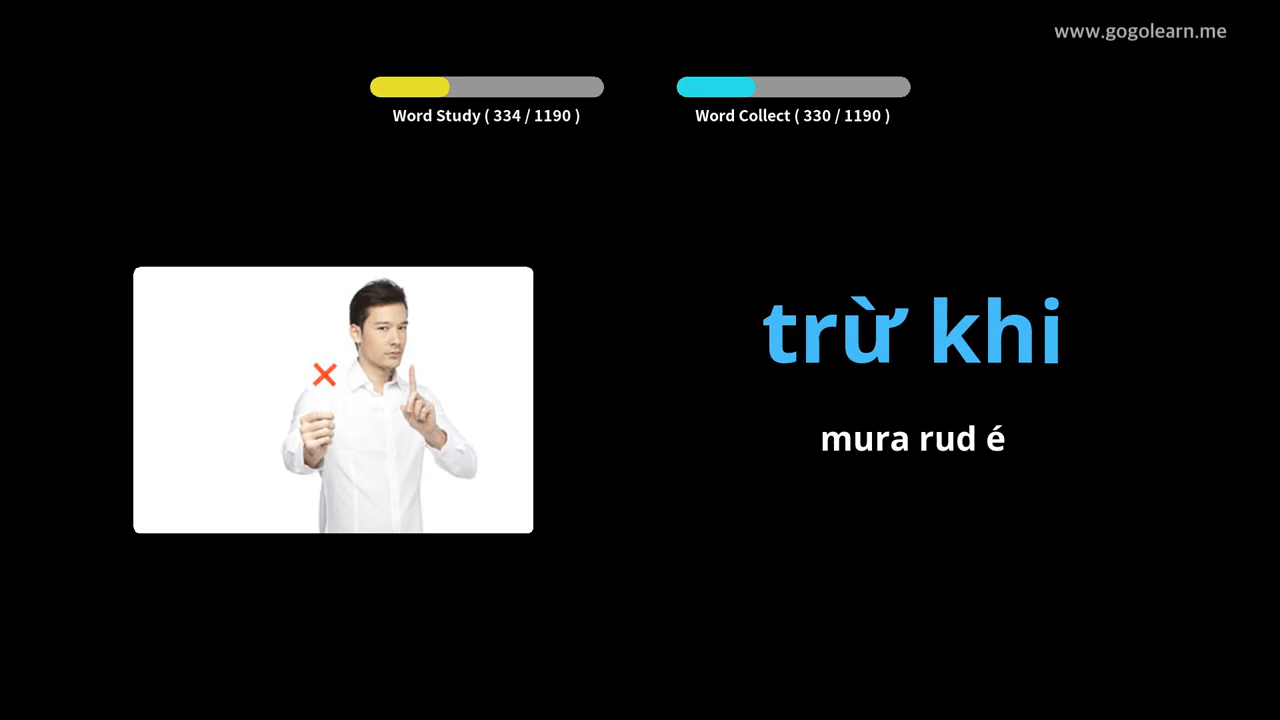 www.gogolearn.me
Word Study ( 334 / 1190 )
Word Collect ( 330 / 1190 )
trừ khi
mura rud é